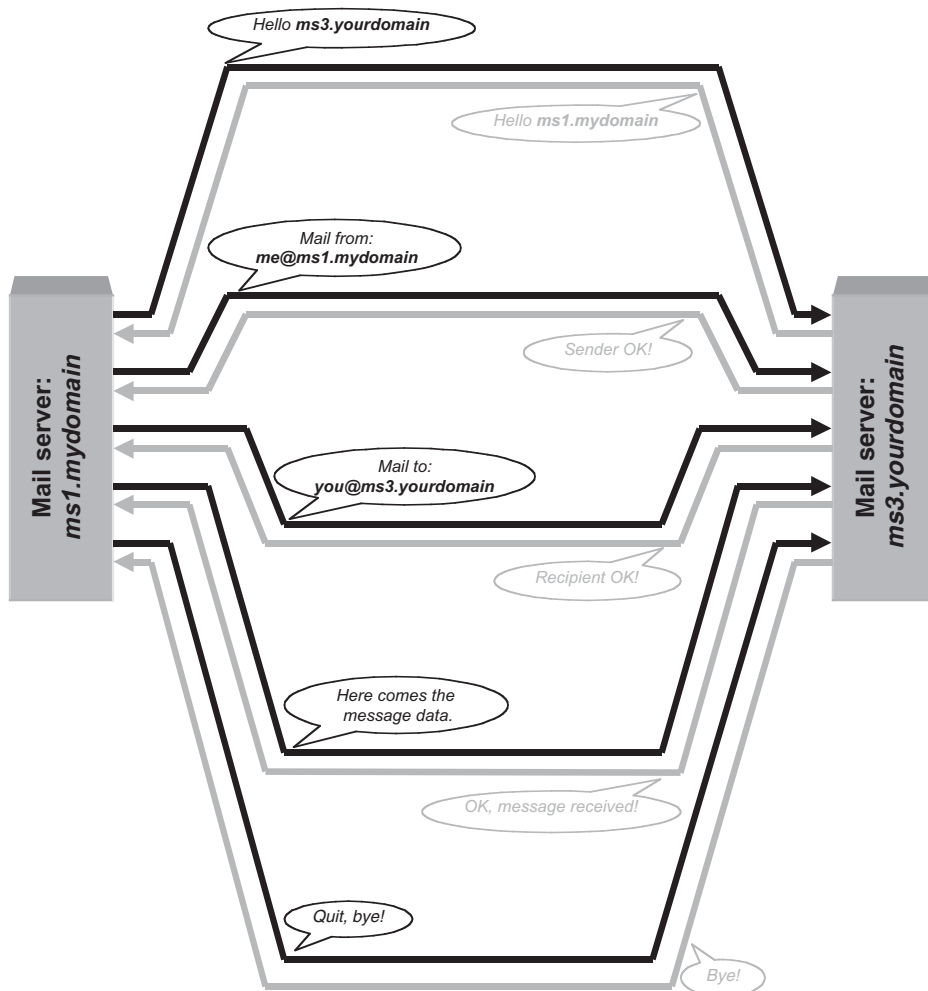 Hello ms3.yourdomain
Hello ms1.mydomain
Mail from:
me@ms1.mydomain
Sender OK!
Mail server:
ms1.mydomain
Mail server:
ms3.yourdomain
Mail to:
you@ms3.yourdomain
Recipient OK!
Here comes the
message data.
OK, message received!
Quit, bye!
Bye!